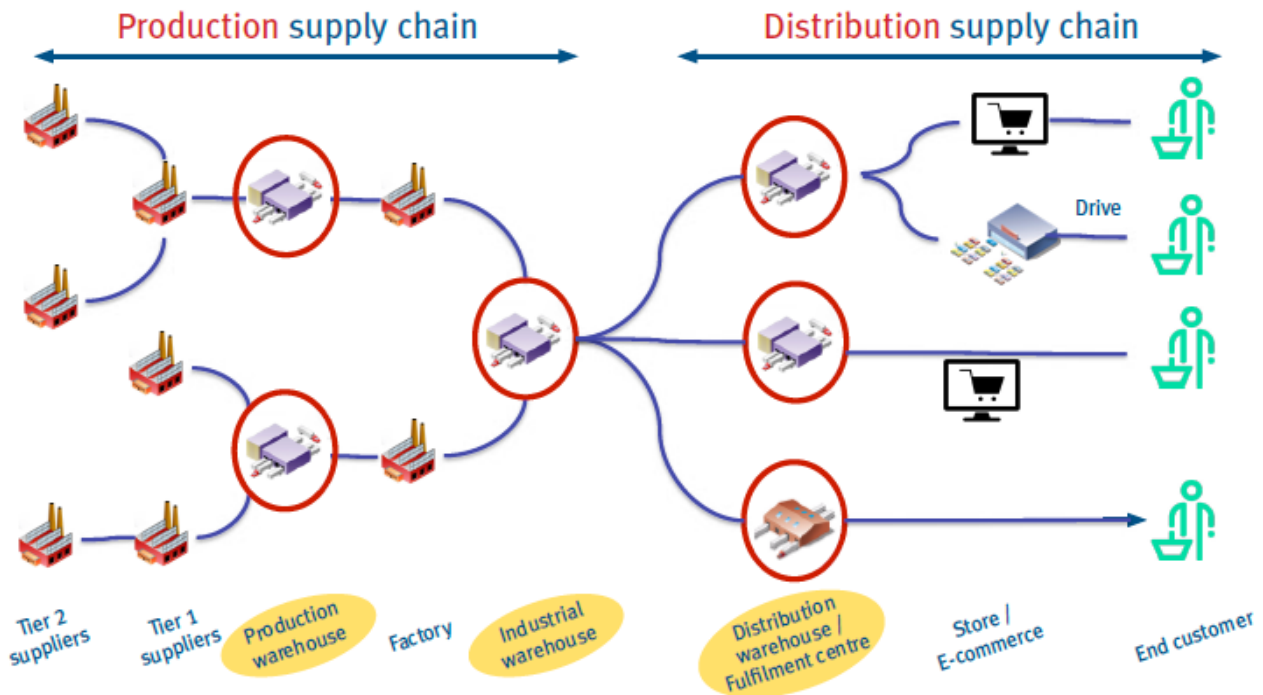 Production supply chain
Distribution supply chain
Drive
Tier 2
suppliers
Tier 1
suppliers
Production
warehouse
Factory
Industrial
warehouse
Distribution
warehouse /
Fulfilment centre
Store /
E-commerce
End customer